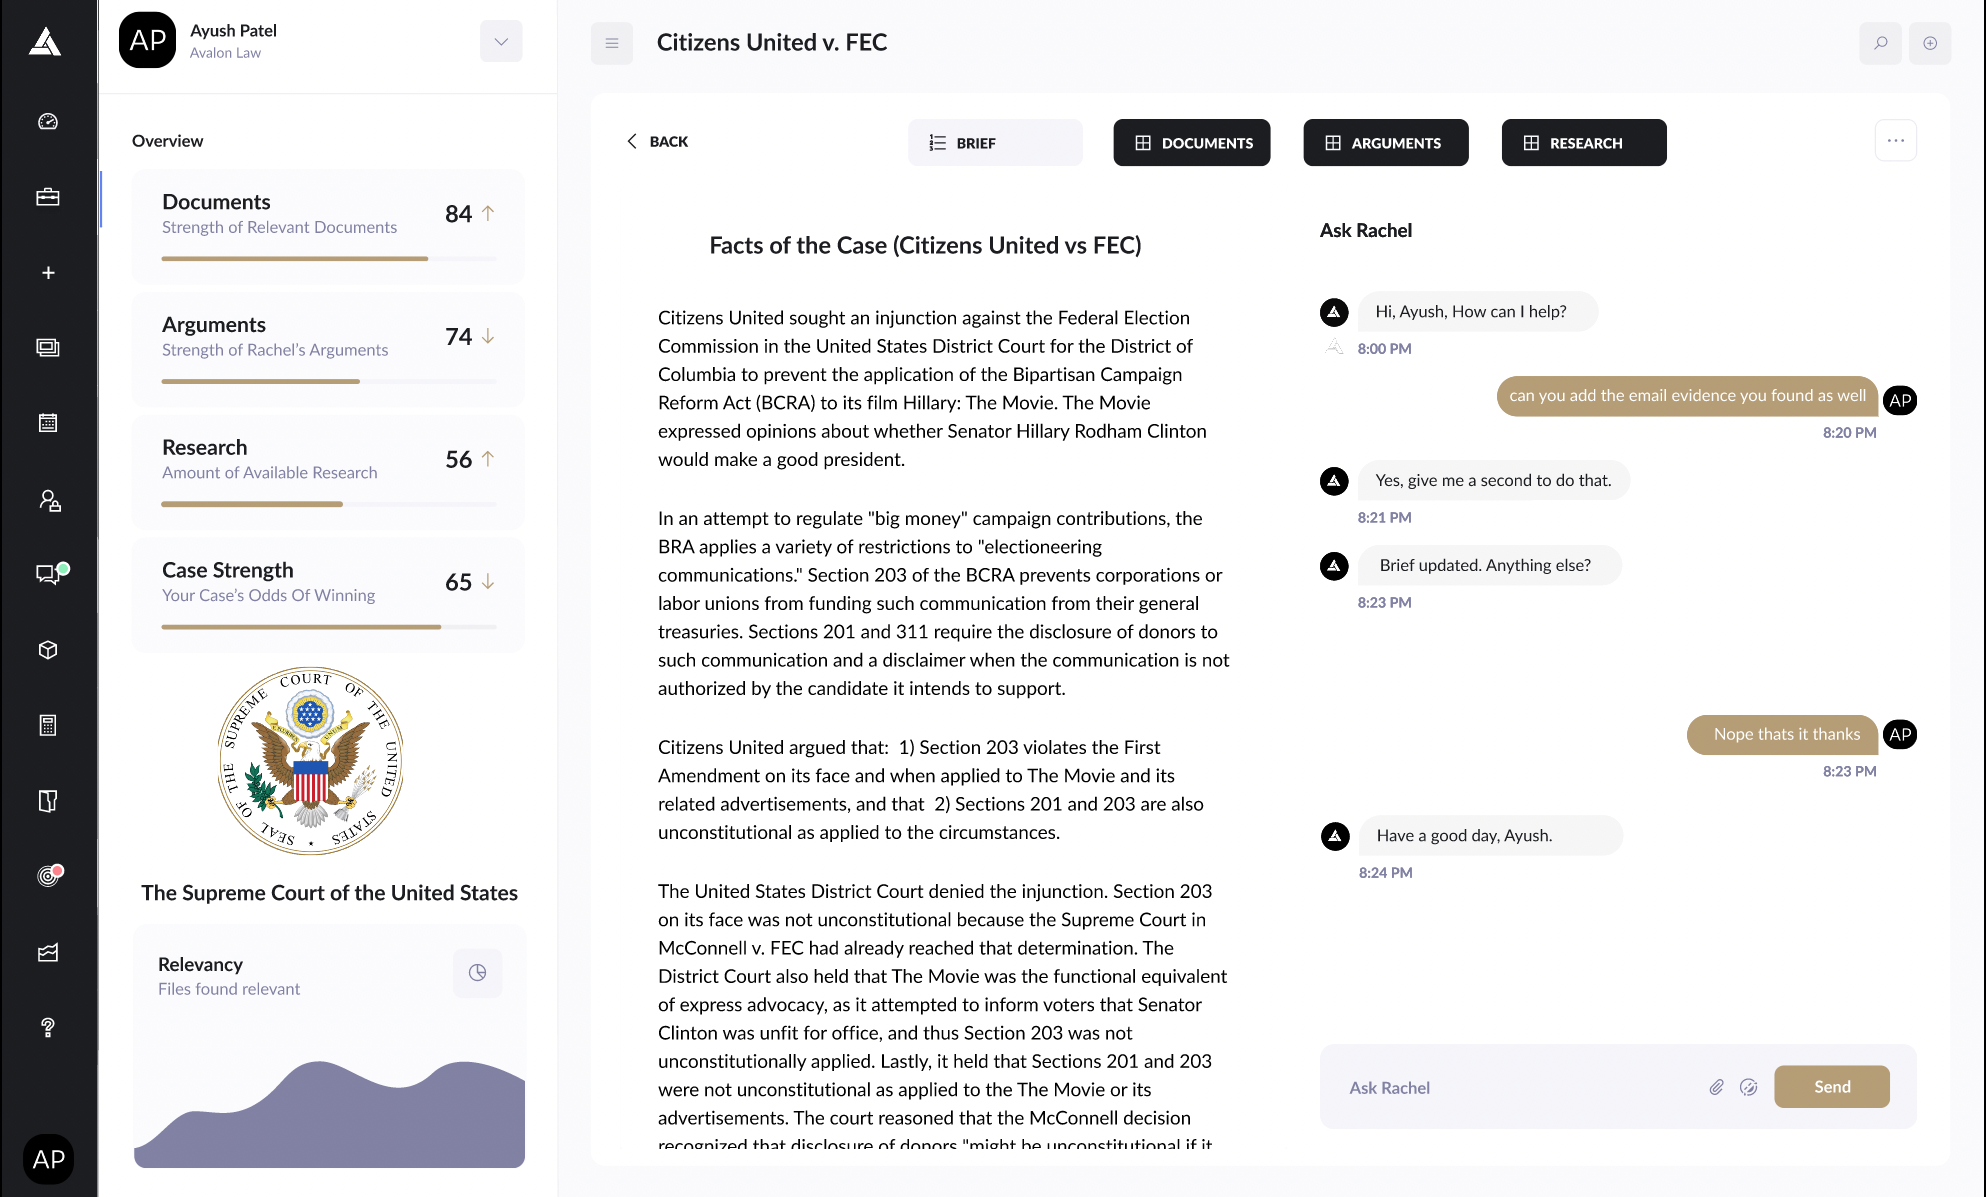 AP
Ayush Patel
Avalon Law
Overview
Documents
Strength of Relevant Documents
84
Arguments
Strength of Rachel's Arguments
74
Research
Amount of Available Research
56
Case Strength
Your Case's Odds Of Winning
65
SEAL OF THE SUPREME COURT OF THE UNITED STATES
The Supreme Court of the United States
Relevancy
Files found relevant
AP
Citizens United v. FEC
BACK
BRIEF
DOCUMENTS
ARGUMENTS
RESEARCH
Facts of the Case (Citizens United vs FEC)
Citizens United sought an injunction against the Federal Election
Commission in the United States District Court for the District of
Columbia to prevent the application of the Bipartisan Campaign
Reform Act (BCRA) to its film Hillary: The Movie. The Movie
expressed opinions about whether Senator Hillary Rodham Clinton
would make a good president.
In an attempt to regulate "big money" campaign contributions, the
BRA applies a variety of restrictions to "electioneering
communications." Section 203 of the BCRA prevents corporations or
labor unions from funding such communication from their general
treasuries. Sections 201 and 311 require the disclosure of donors to
such communication and a disclaimer when the communication is not
authorized by the candidate it intends to support.
Citizens United argued that:  1) Section 203 violates the First
Amendment on its face and when applied to The Movie and its
related advertisements, and that  2) Sections 201 and 203 are also
unconstitutional as applied to the circumstances.
The United States District Court denied the injunction. Section 203
on its face was not unconstitutional because the Supreme Court in
McConnell v. FEC had already reached that determination. The
District Court also held that The Movie was the functional equivalent
of express advocacy, as it attempted to inform voters that Senator
Clinton was unfit for office, and thus Section 203 was not
unconstitutionally applied. Lastly, it held that Sections 201 and 203
were not unconstitutional as applied to the The Movie or its
advertisements. The court reasoned that the McConnell decision
recognized that disclosure of donors "might be unconstitutional if it
Ask Rachel
Hi, Ayush, How can I help?
8:00 PM
can you add the email evidence you found as well
AP
8:20 PM
Yes, give me a second to do that.
8:21 PM
Brief updated. Anything else?
8:23 PM
Nope thats it thanks
AP
8:23 PM
Have a good day, Ayush.
8:24 PM
Ask Rachel
Send